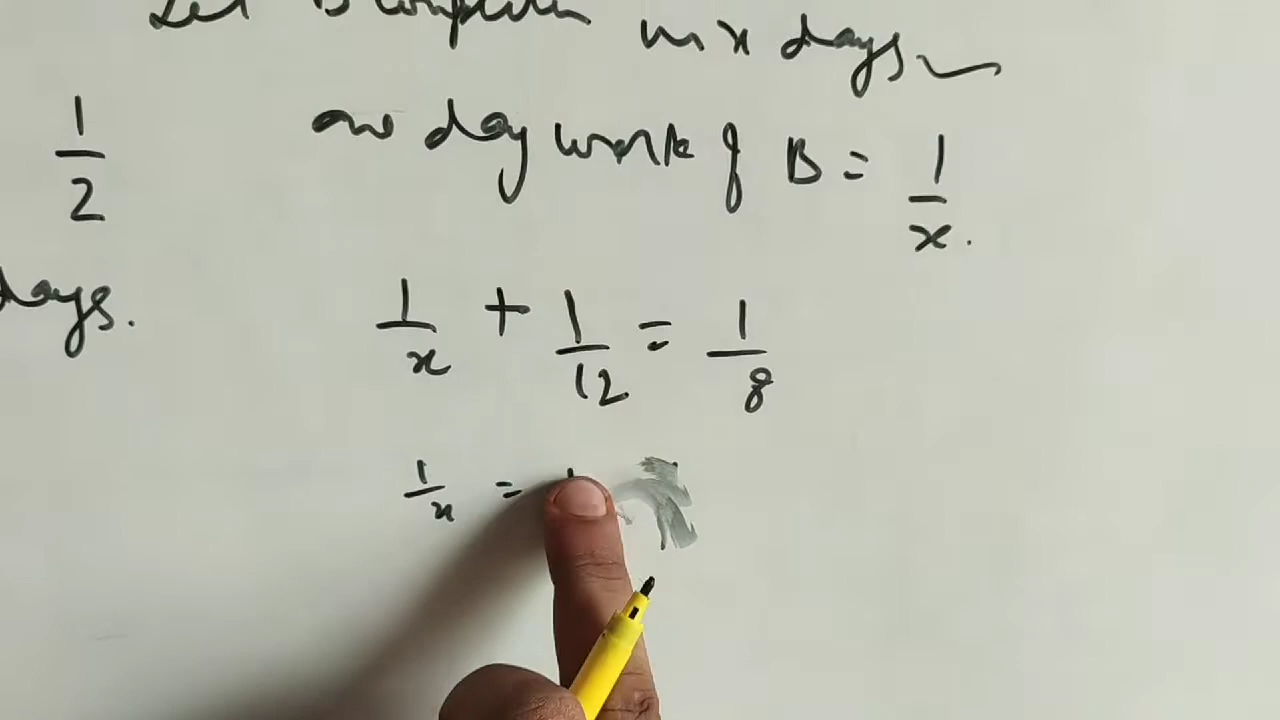 Let B complete in x days
1/2
one day work of B = 1/x.
days.
1/x + 1/12 = 1/8
1/x =